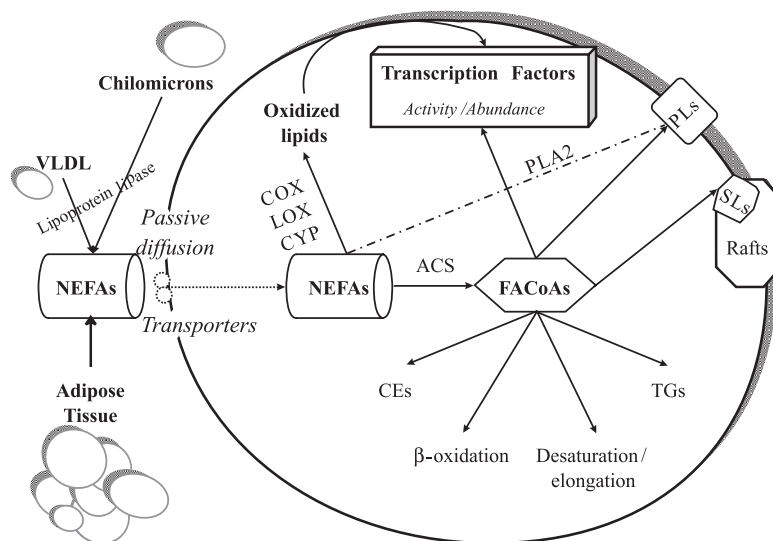 Chilomicrons
VLDL
Lipoprotein lipase
NEFAs
Adipose
Tissue
Passive
diffusion
Transporters
Oxidized
lipids
COX
LOX
CYP
NEFAs
ACS
FACoAs
Transcription Factors
Activity /Abundance
PLA2
PLs
SLs
Rafts
CEs
β-oxidation
Desaturation/
elongation
TGs